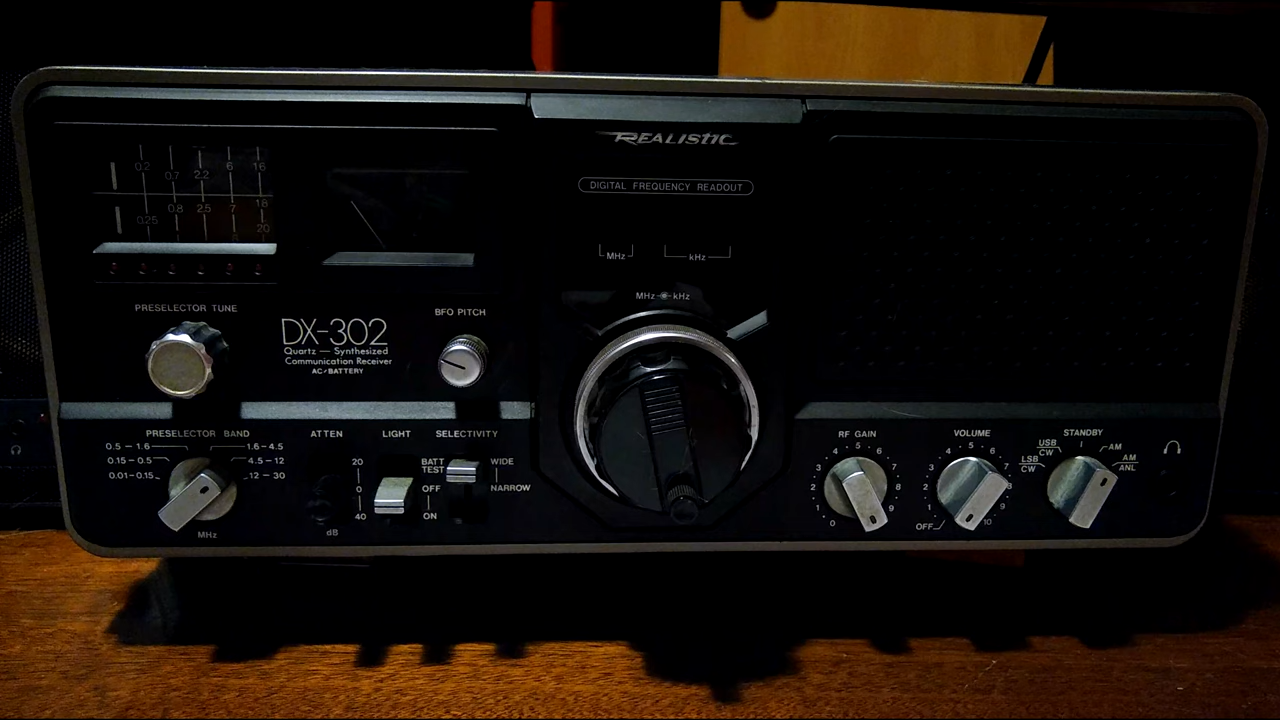 REALISTIC
DIGITAL FREQUENCY READOUT
MHz kHz
MHz kHz
0.2 0.7 2.2 6 16
0.25 0.8 2.5 7 18
20
PRESELECTOR TUNE
DX-302
Quartz — Synthesized
Communication Receiver
AC/BATTERY
BFO PITCH
PRESELECTOR BAND
0.5 - 1.6 1.6 - 4.5
0.15 - 0.5 4.5 - 12
0.01 - 0.15 12 - 30
MHz
ATTEN
20
0
40
dB
LIGHT
BATT
TEST
OFF
ON
SELECTIVITY
WIDE
NARROW
RF GAIN
0 1 2 3 4 5 6 7 8 9
VOLUME
OFF 1 2 3 4 5 6 7 8 10
STANDBY
LSB
CW
USB
CW
AM
AM
ANL